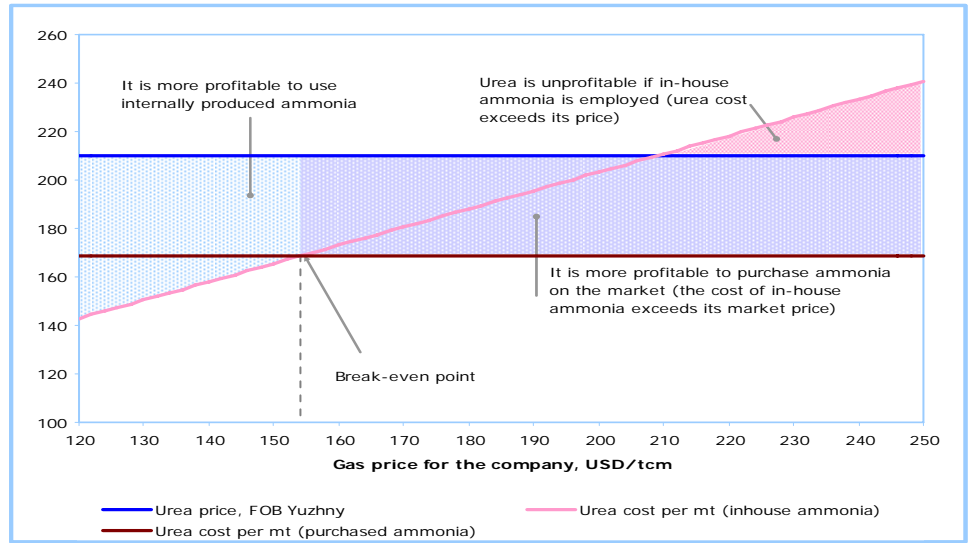 260
240
220
200
180
160
140
120
100
It is more profitable to use
internally produced ammonia
Urea is unprofitable if in-house
ammonia is employed (urea cost
exceeds its price)
It is more profitable to purchase ammonia
on the market (the cost of in-house
ammonia exceeds its market price)
Break-even point
120 130 140 150 160 170 180 190 200 210 220 230 240 250
Gas price for the company, USD/tcm
Urea price, FOB Yuzhny
Urea cost per mt (inhouse ammonia)
Urea cost per mt (purchased ammonia)